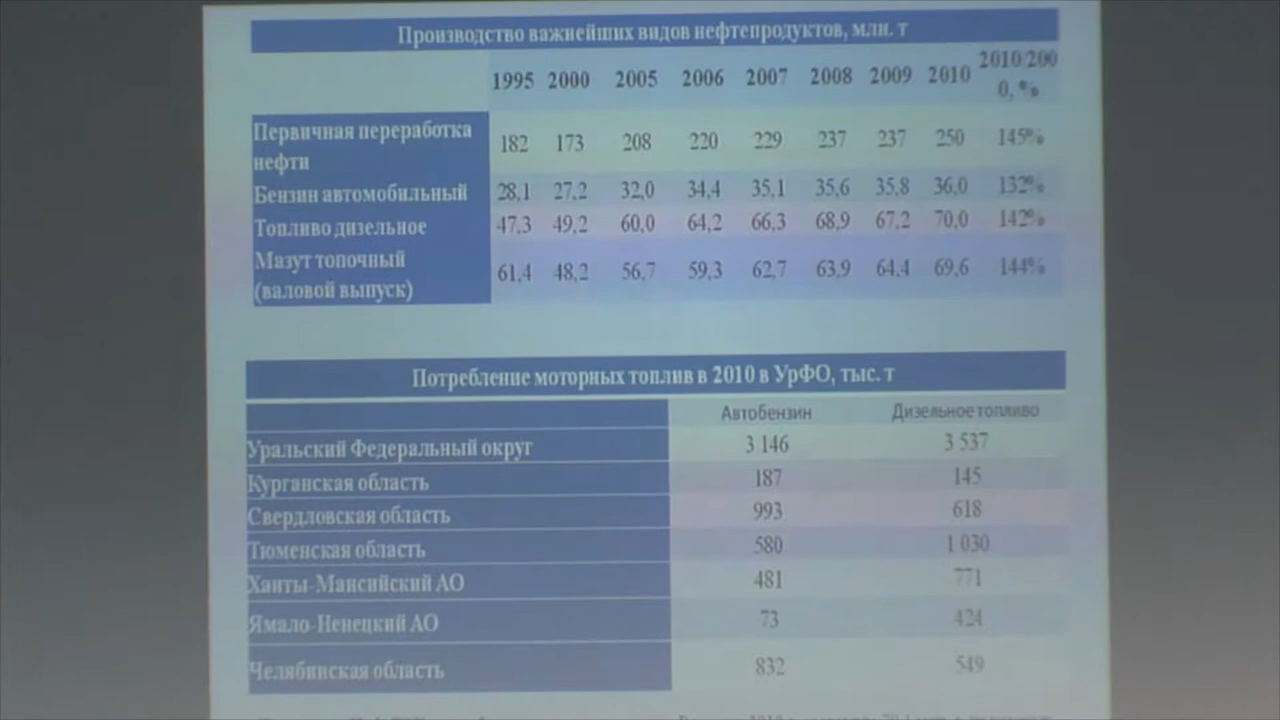 Производство важнейших видов нефтепродуктов, млн. т
1995 2000 2005 2006 2007 2008 2009 2010 2010/200
0, %
Первичная переработка
нефти 182 173 208 220 229 237 237 250 145%
Бензин автомобильный 28,1 27,2 32,0 34,4 35,1 35,6 35,8 36,0 132%
Топливо дизельное 47,3 49,2 60,0 64,2 66,3 68,9 67,2 70,0 142%
Мазут топочный
(валовой выпуск) 61,4 48,2 56,7 59,3 62,7 63,9 64,4 69,6 144%
Потребление моторных топлив в 2010 в УрФО, тыс. т
Автобензин Дизельное топливо
Уральский Федеральный округ 3 146 3 537
Курганская область 187 145
Свердловская область 993 618
Тюменская область 580 1 030
Ханты-Мансийский АО 481 771
Ямало-Ненецкий АО 73 424
Челябинская область 832 549